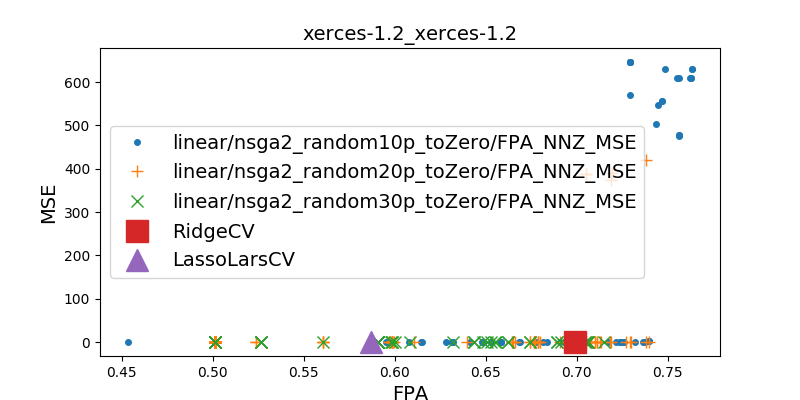 xerces-1.2_xerces-1.2
MSE
600
500
400
300
200
100
0
linear/nsga2_random10p_toZero/FPA_NNZ_MSE
linear/nsga2_random20p_toZero/FPA_NNZ_MSE
linear/nsga2_random30p_toZero/FPA_NNZ_MSE
RidgeCV
LassoLarsCV
0.45 0.50 0.55 0.60 0.65 0.70 0.75
FPA